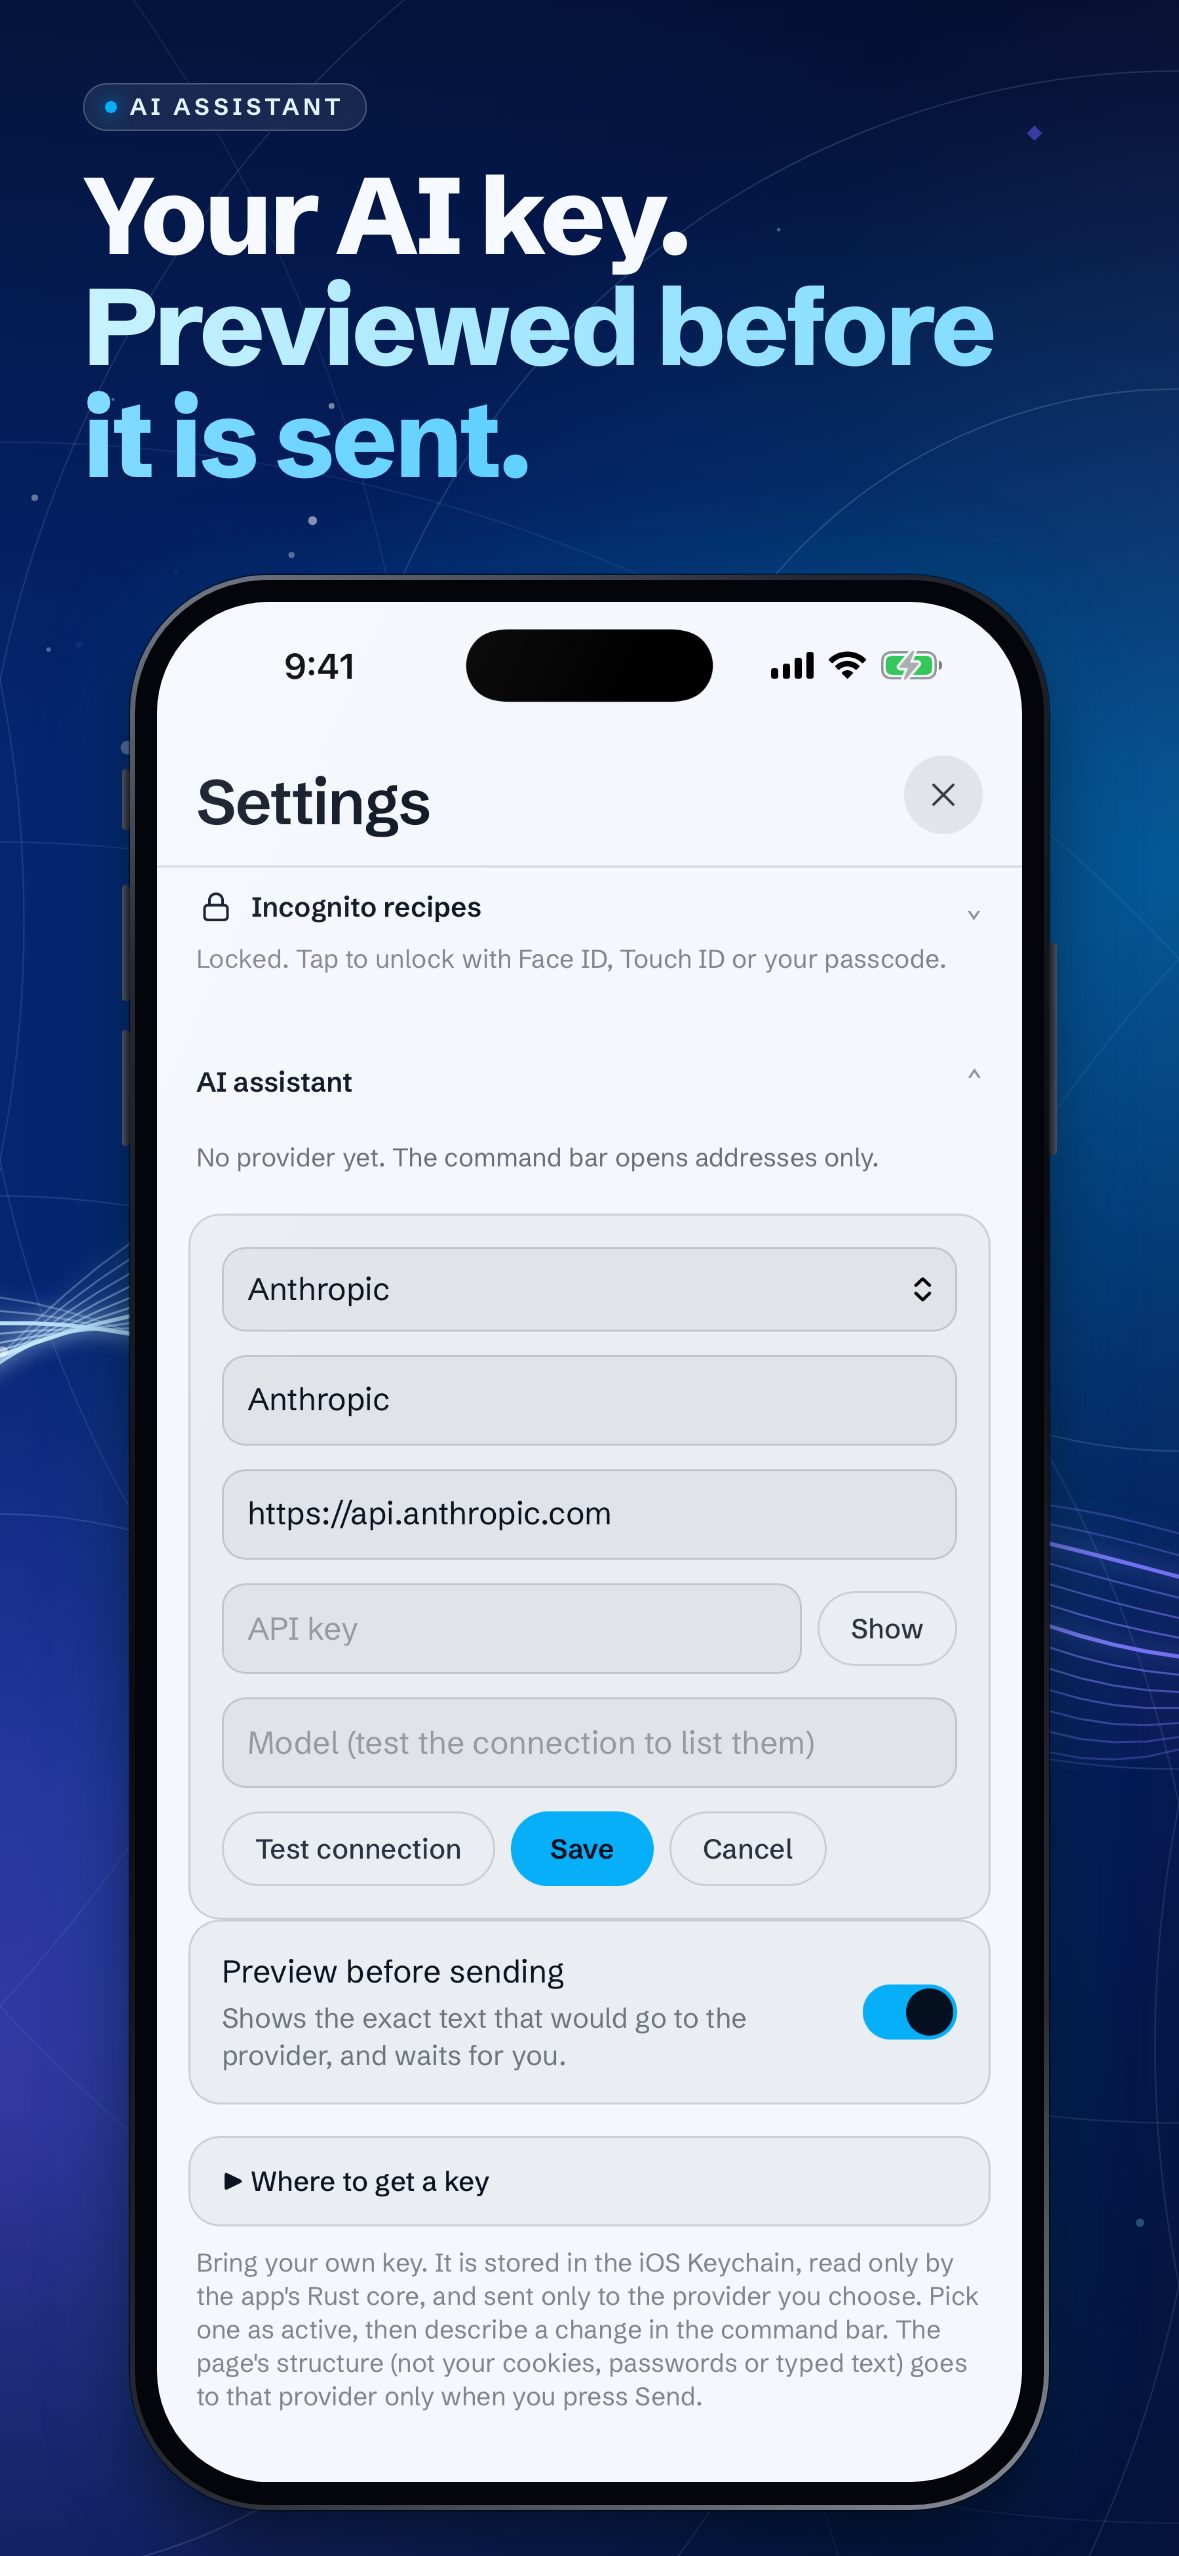 AI ASSISTANT
Your AI key.
Previewed before
it is sent.
9:41
Settings
Incognito recipes
Locked. Tap to unlock with Face ID, Touch ID or your passcode.
AI assistant
No provider yet. The command bar opens addresses only.
Anthropic
Anthropic
https://api.anthropic.com
API key
Show
Model (test the connection to list them)
Test connection
Save
Cancel
Preview before sending
Shows the exact text that would go to the
provider, and waits for you.
Where to get a key
Bring your own key. It is stored in the iOS Keychain, read only by
the app's Rust core, and sent only to the provider you choose. Pick
one as active, then describe a change in the command bar. The
page's structure (not your cookies, passwords or typed text) goes
to that provider only when you press Send.